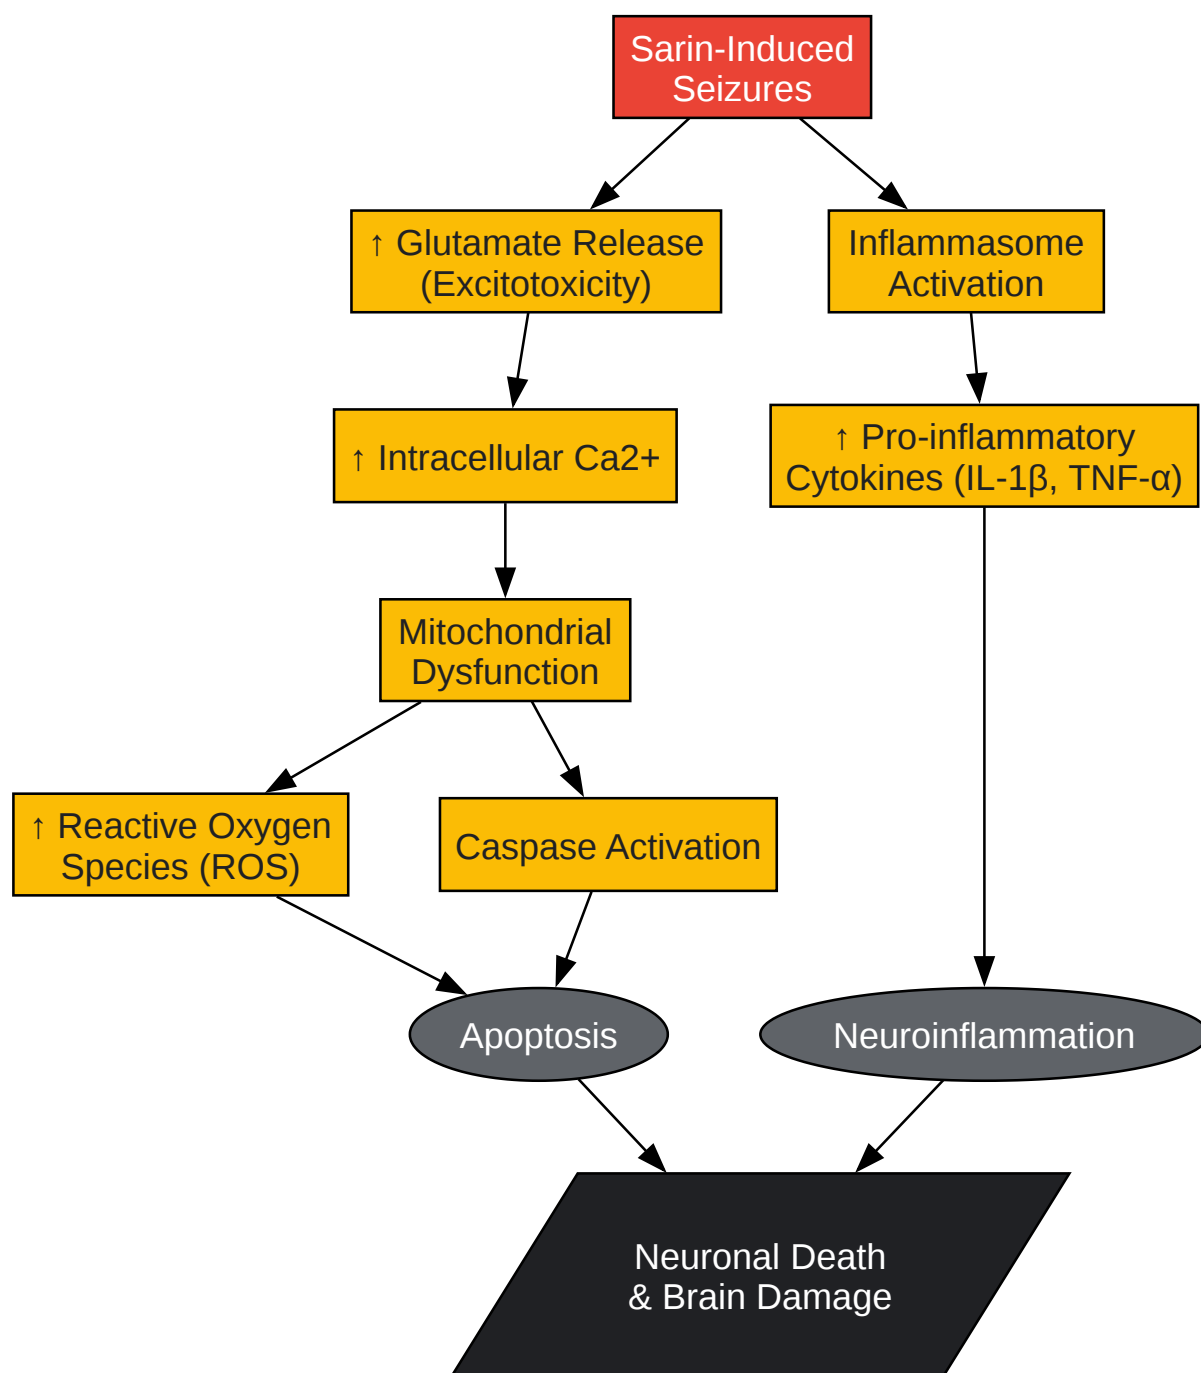 Sarin-Induced
Seizures
↑ Glutamate Release
(Excitotoxicity)
Inflammasome
Activation
↑ Intracellular Ca2+
↑ Pro-inflammatory
Cytokines (IL-1β, TNF-α)
Mitochondrial
Dysfunction
↑ Reactive Oxygen
Species (ROS)
Caspase Activation
Apoptosis
Neuroinflammation
Neuronal Death
& Brain Damage